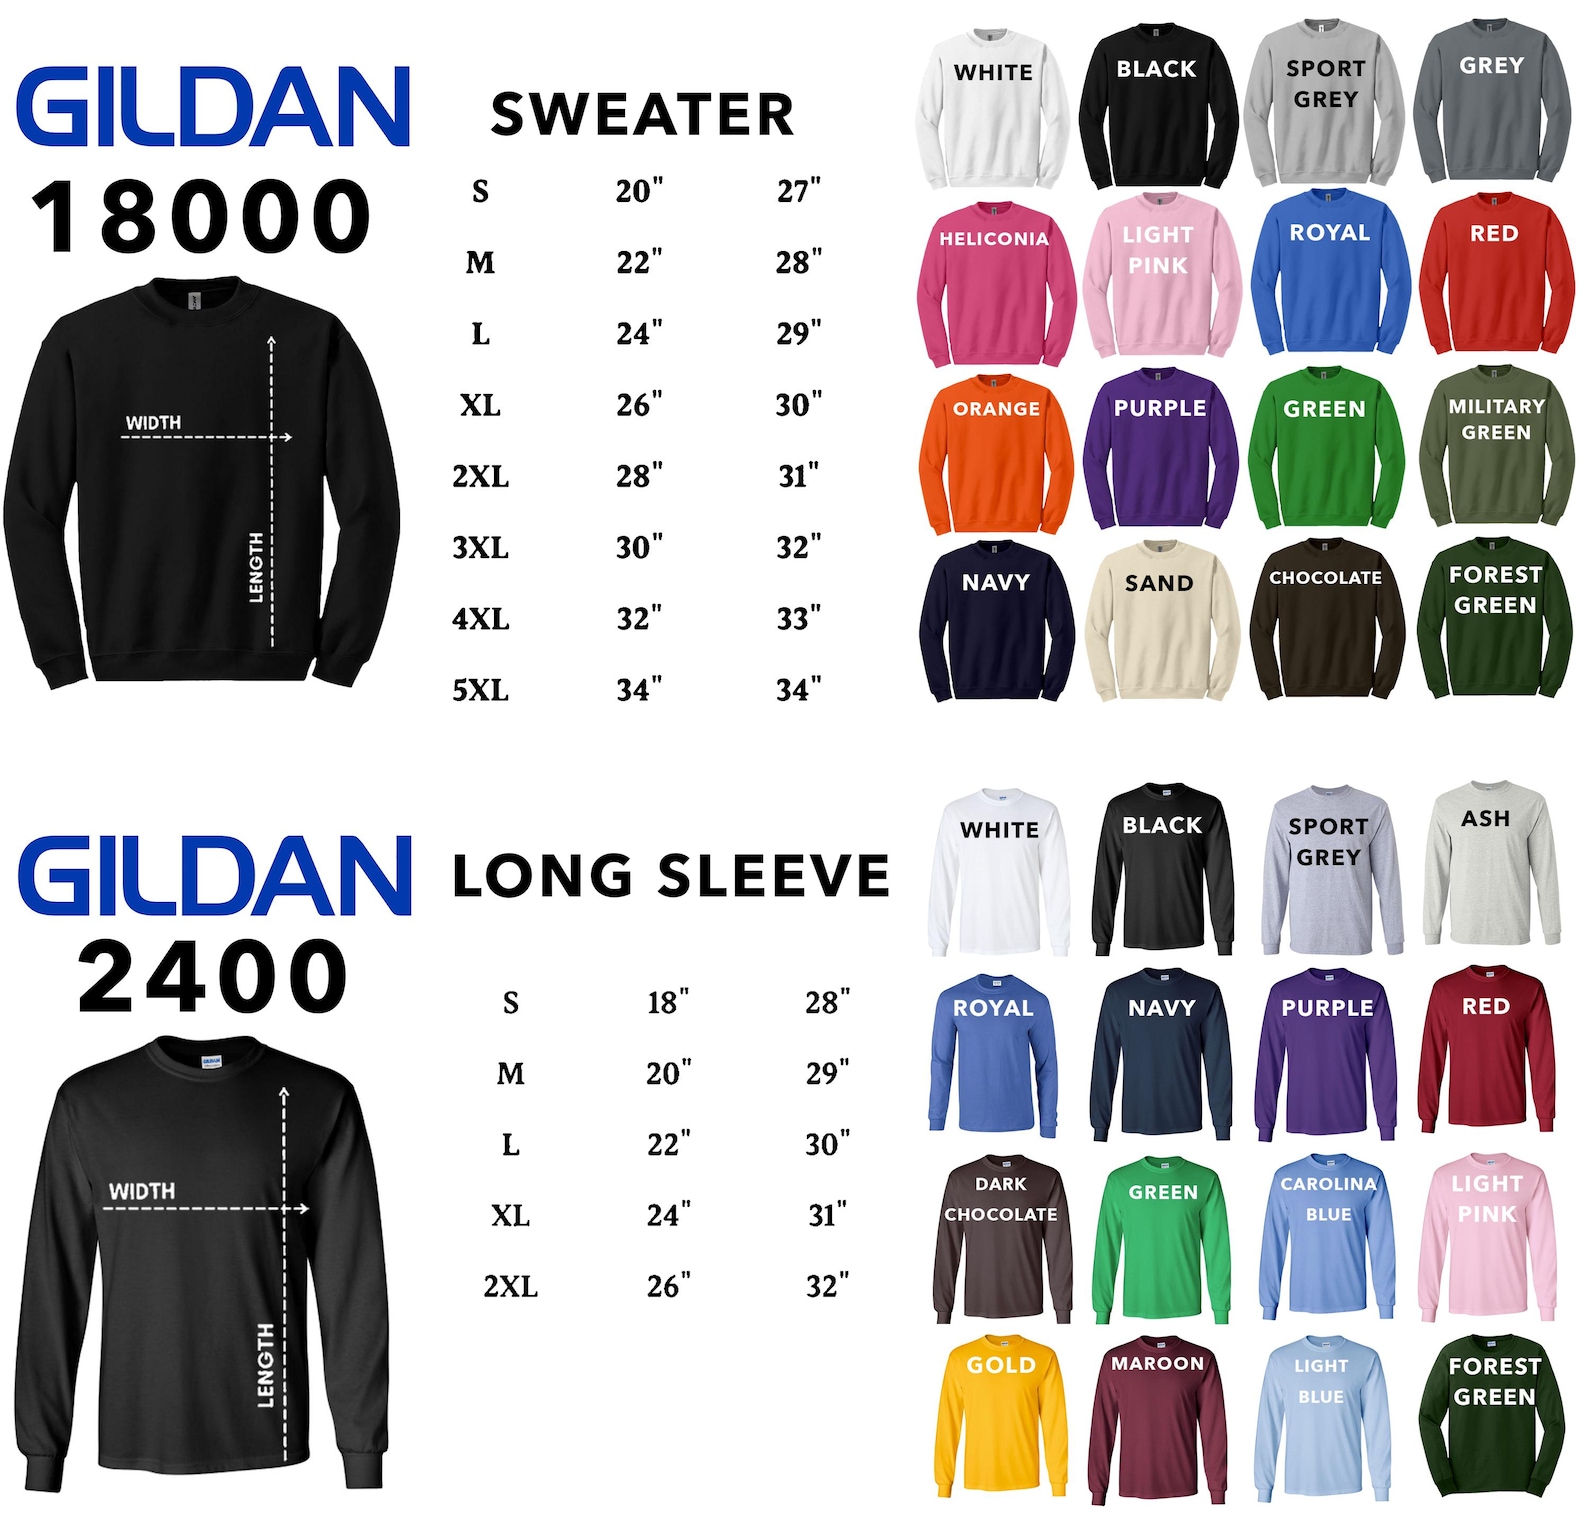 GILDAN
18000
WIDTH
LENGTH
SWEATER
S 20" 27"
M 22" 28"
L 24" 29"
XL 26" 30"
2XL 28" 31"
3XL 30" 32"
4XL 32" 33"
5XL 34" 34"
WHITE
BLACK
SPORT
GREY
GREY
HELICONIA
LIGHT
PINK
ROYAL
RED
ORANGE
PURPLE
GREEN
MILITARY
GREEN
NAVY
SAND
CHOCOLATE
FOREST
GREEN
GILDAN
2400
GILDAN
WIDTH
LENGTH
LONG SLEEVE
S 18" 28"
M 20" 29"
L 22" 30"
XL 24" 31"
2XL 26" 32"
WHITE
BLACK
SPORT
GREY
ASH
ROYAL
NAVY
PURPLE
RED
DARK
CHOCOLATE
GREEN
CAROLINA
BLUE
LIGHT
PINK
GOLD
MAROON
LIGHT
BLUE
FOREST
GREEN